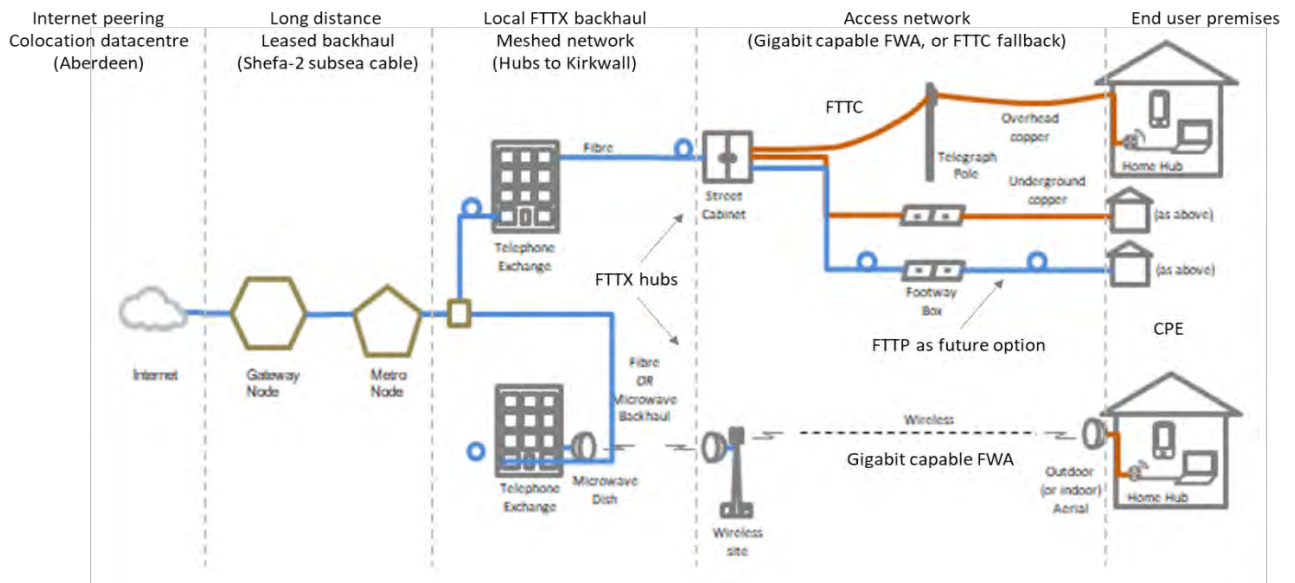 Internet peering
Colocation datacentre
(Aberdeen)
Long distance
Leased backhaul
(Shefa-2 subsea cable)
Local FTTX backhaul
Meshed network
(Hubs to Kirkwall)
Access network
(Gigabit capable FWA, or FTTC fallback)
End user premises
FTTC
Overhead
copper
Fibre
Telegraph
Pole
Home Hub
Underground
copper
Street
Cabinet
(as above)
Telephone
Exchange
FTTX hubs
(as above)
Footway
Box
FTTP as future option
CPE
Internet
Gateway
Node
Metro
Node
Fibre
OR
Microwave
Backhaul
Wireless
Gigabit capable FWA
Telephone
Exchange
Microwave
Dish
Outdoor
(or indoor)
Aerial
Home Hub
Wireless
site